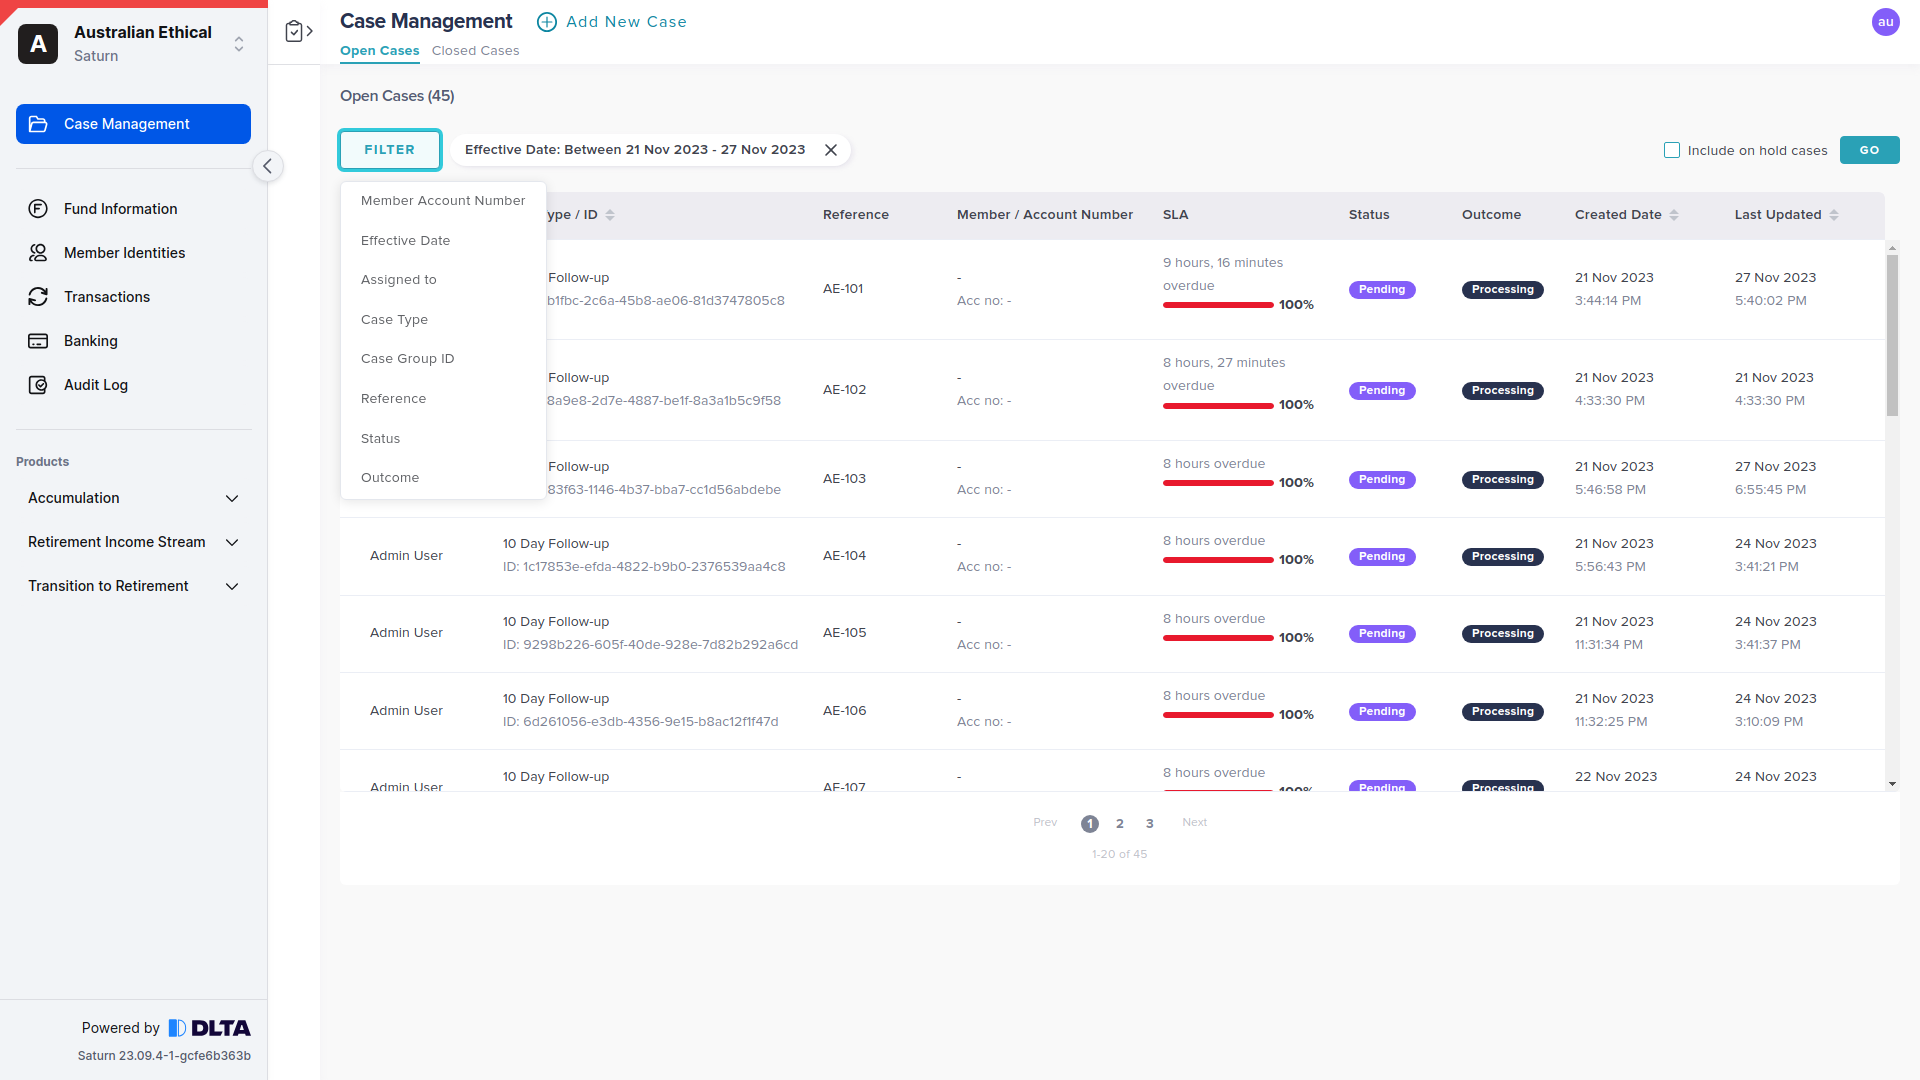 A
Australian Ethical
Saturn
Case Management
Fund Information
Member Identities
Transactions
Banking
Audit Log
Products
Accumulation
Retirement Income Stream
Transition to Retirement
Powered by DLTA
Saturn 23.09.4-1-gcfe6b363b
Case Management
Add New Case
au
Open Cases
Closed Cases
Open Cases (45)
FILTER
Effective Date: Between 21 Nov 2023 - 27 Nov 2023
Include on hold cases
GO
Member Account Number
Effective Date
Assigned to
Case Type
Case Group ID
Reference
Status
Outcome
ype / ID
Reference
Member / Account Number
SLA
Status
Outcome
Created Date
Last Updated
Follow-up
b1fbc-2c6a-45b8-ae06-81d3747805c8
AE-101
-
Acc no: -
9 hours, 16 minutes
overdue
100%
Pending
Processing
21 Nov 2023
3:44:14 PM
27 Nov 2023
5:40:02 PM
Follow-up
8a9e8-2d7e-4887-be1f-8a3a1b5c9f58
AE-102
-
Acc no: -
8 hours, 27 minutes
overdue
100%
Pending
Processing
21 Nov 2023
4:33:30 PM
21 Nov 2023
4:33:30 PM
Follow-up
83f63-1146-4b37-bba7-cc1d56abdebe
AE-103
-
Acc no: -
8 hours overdue
100%
Pending
Processing
21 Nov 2023
5:46:58 PM
27 Nov 2023
6:55:45 PM
Admin User
10 Day Follow-up
ID: 1c17853e-efda-4822-b9b0-2376539aa4c8
AE-104
-
Acc no: -
8 hours overdue
100%
Pending
Processing
21 Nov 2023
5:56:43 PM
24 Nov 2023
3:41:21 PM
Admin User
10 Day Follow-up
ID: 9298b226-605f-40de-928e-7d82b292a6cd
AE-105
-
Acc no: -
8 hours overdue
100%
Pending
Processing
21 Nov 2023
11:31:34 PM
24 Nov 2023
3:41:37 PM
Admin User
10 Day Follow-up
ID: 6d261056-e3db-4356-9e15-b8ac12f1f47d
AE-106
-
Acc no: -
8 hours overdue
100%
Pending
Processing
21 Nov 2023
11:32:25 PM
24 Nov 2023
3:10:09 PM
Admin User
10 Day Follow-up
AE-107
-
8 hours overdue
100%
Pending
Processing
22 Nov 2023
24 Nov 2023
Prev
1
2
3
Next
1-20 of 45